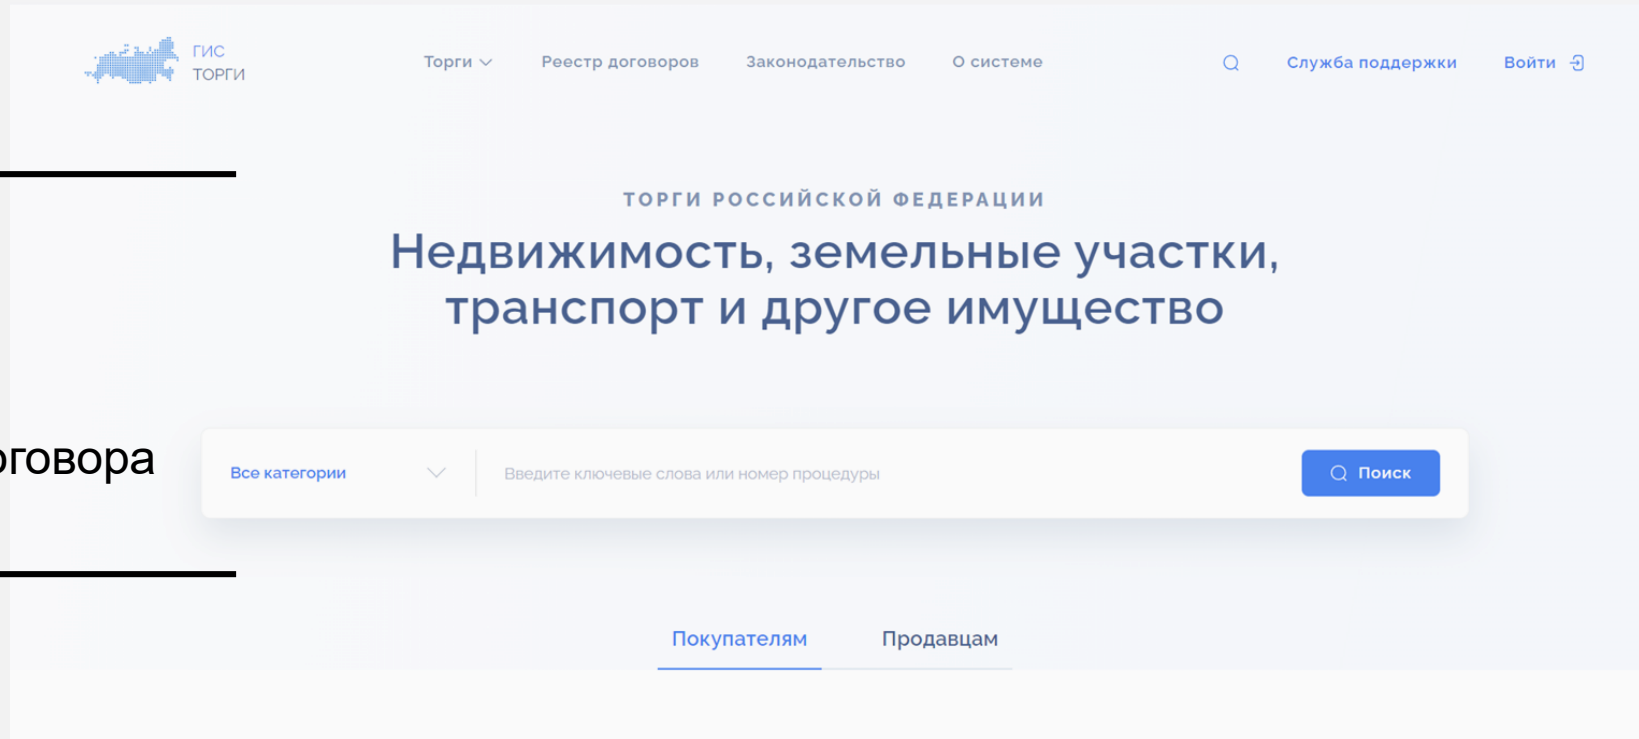 ГИС
ТОРГИ
Торги Реестр договоров Законодательство О системе Служба поддержки Войти
ТОРГИ РОССИЙСКОЙ ФЕДЕРАЦИИ
Недвижимость, земельные участки,
транспорт и другое имущество
оговора
Все категории Введите ключевые слова или номер процедуры Поиск
Покупателям Продавцам